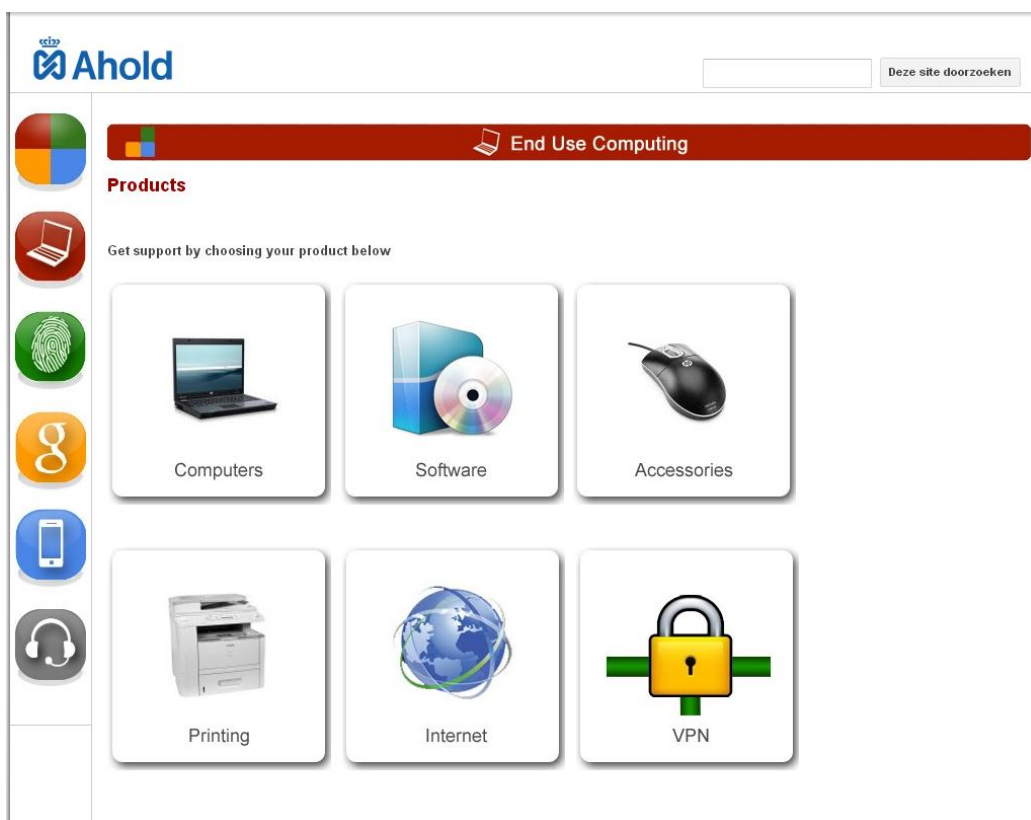 Ahold
Deze site doorzoeken
End Use Computing
Products
Get support by choosing your product below
Computers
Software
Accessories
g
Printing
Internet
VPN